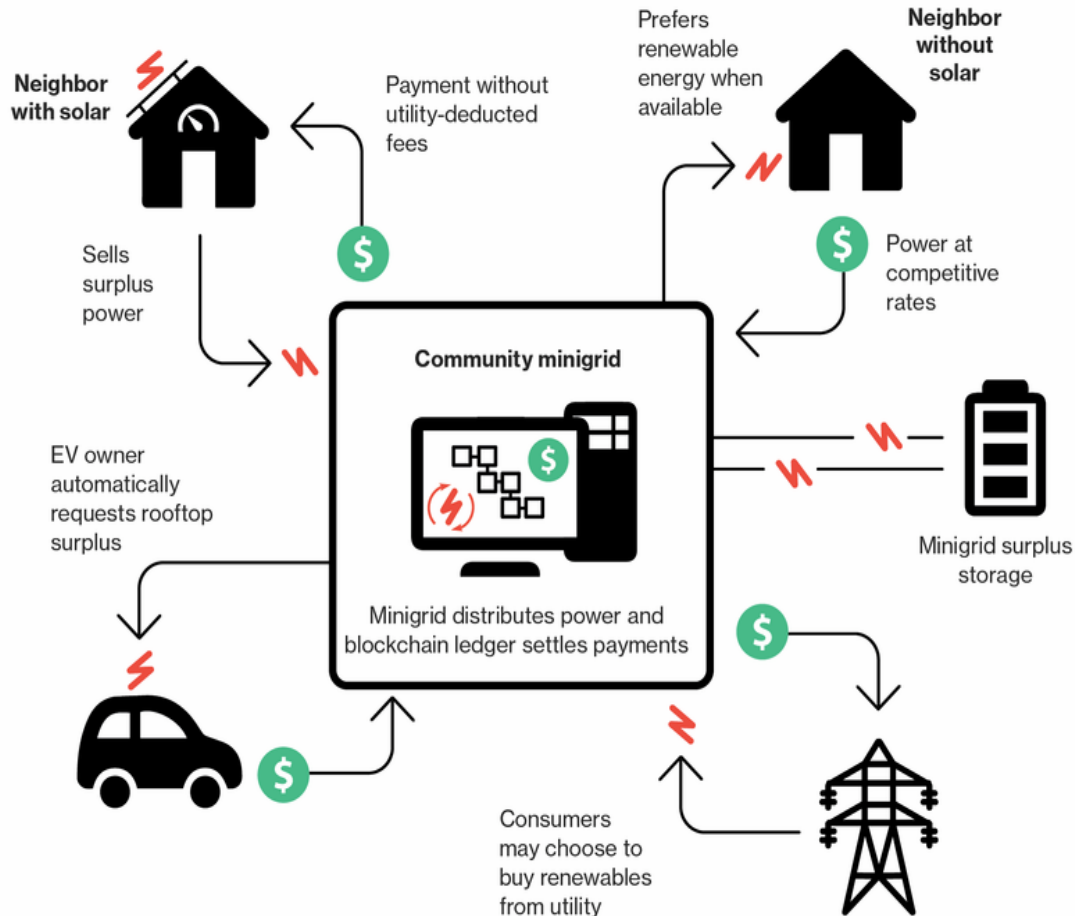 Neighbor
with solar
Payment without
utility-deducted
fees
Prefers
renewable
energy when
available
Neighbor
without
solar
$
$
Sells
surplus
power
Power at
competitive
rates
Community minigrid
$
EV owner
automatically
requests rooftop
surplus
Minigrid surplus
storage
Minigrid distributes power and
blockchain ledger settles payments
$
$
Consumers
may choose to
buy renewables
from utility